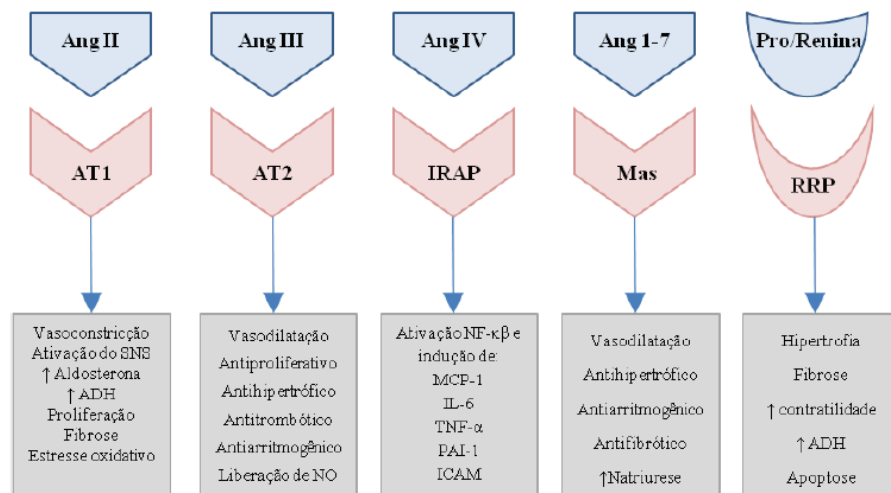 Ang II
Ang III
Ang IV
Ang 1-7
Pro/Renina
AT1
AT2
IRAP
Mas
RRP
Vasoconstricção
Ativação do SNS
↑ Aldosterona
↑ ADH
Proliferação
Fibrose
Estresse oxidativo
Vasodilatação
Antiproliferativo
Antihipertrófico
Antitrombótico
Antiarritmogênico
Liberação de NO
Ativação NF-κβ e
indução de:
MCP-1
IL-6
TNF-α
PAI-1
ICAM
Vasodilatação
Antihipertrófico
Antiarritmogênico
Antifibrótico
↑Natriurese
Hipertrofia
Fibrose
↑ contratilidade
↑ ADH
Apoptose